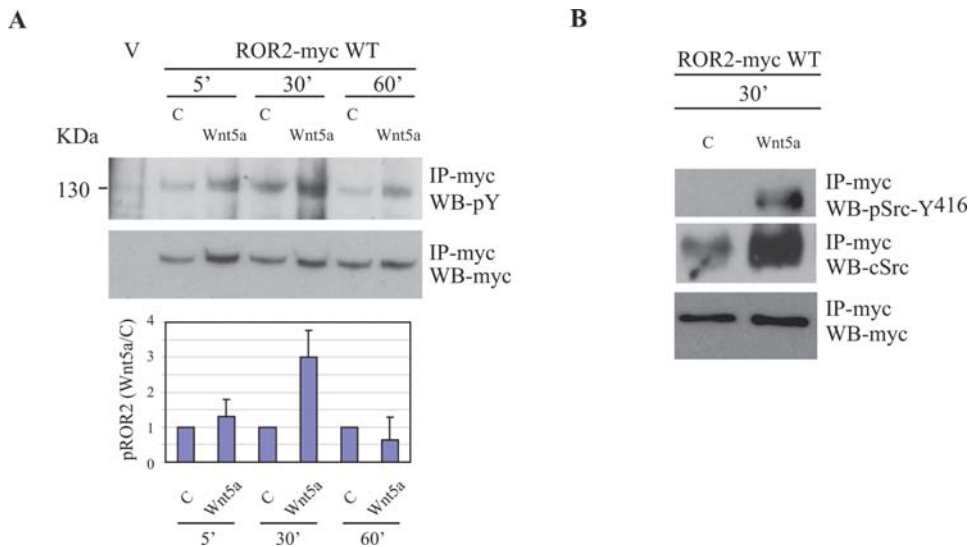 A
V
ROR2-myc WT
5' 30' 60'
C Wnt5a C Wnt5a C Wnt5a
KDa
130
IP-myc
WB-pY
IP-myc
WB-myc
pROR2 (Wnt5a/C)
4
3
2
1
0
C Wnt5a C Wnt5a C Wnt5a
5' 30' 60'
B
ROR2-myc WT
30'
C Wnt5a
IP-myc
WB-pSrc-Y416
IP-myc
WB-cSrc
IP-myc
WB-myc